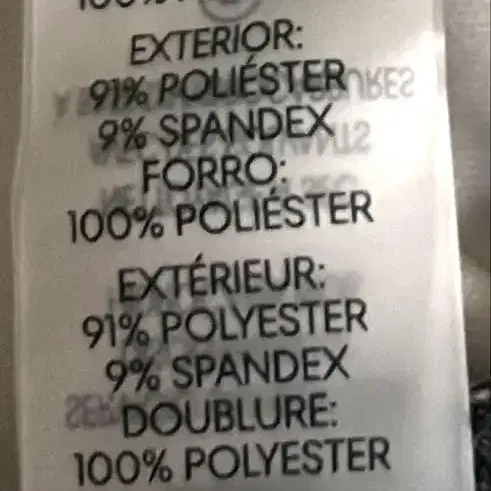 EXTERIOR:
91% POLIÉSTER
9% SPANDEX
FORRO:
100% POLIÉSTER
EXTÉRIEUR:
91% POLYESTER
9% SPANDEX
DOUBLURE:
100% POLYESTER